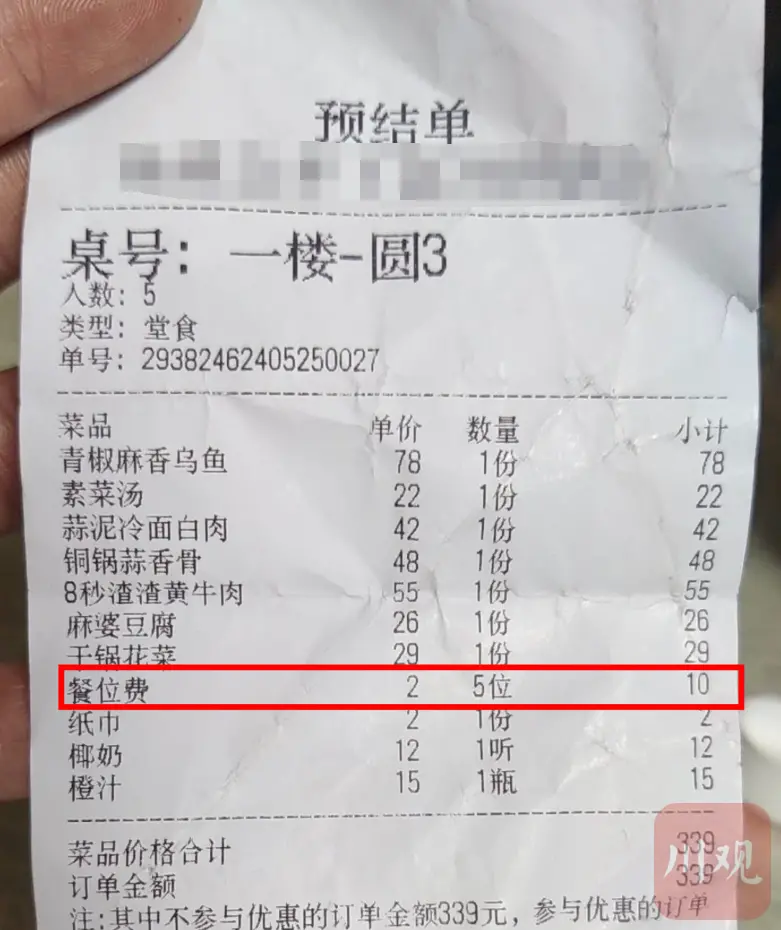 预结单
桌号：一楼-圆3
人数：5
类型：堂食
单号：29382462405250027
菜品 单价 数量 小计
青椒麻香乌鱼 78 1份 78
素菜汤 22 1份 22
蒜泥冷面白肉 42 1份 42
铜锅蒜香骨 48 1份 48
8秒渣渣黄牛肉 55 1份 55
麻婆豆腐 26 1份 26
干锅花菜 29 1份 29
餐位费 2 5位 10
纸巾 2 1份 2
椰奶 12 1听 12
橙汁 15 1瓶 15
菜品价格合计 339
订单金额 339
注:其中不参与优惠的订单金额339元，参与优惠的订单
川观